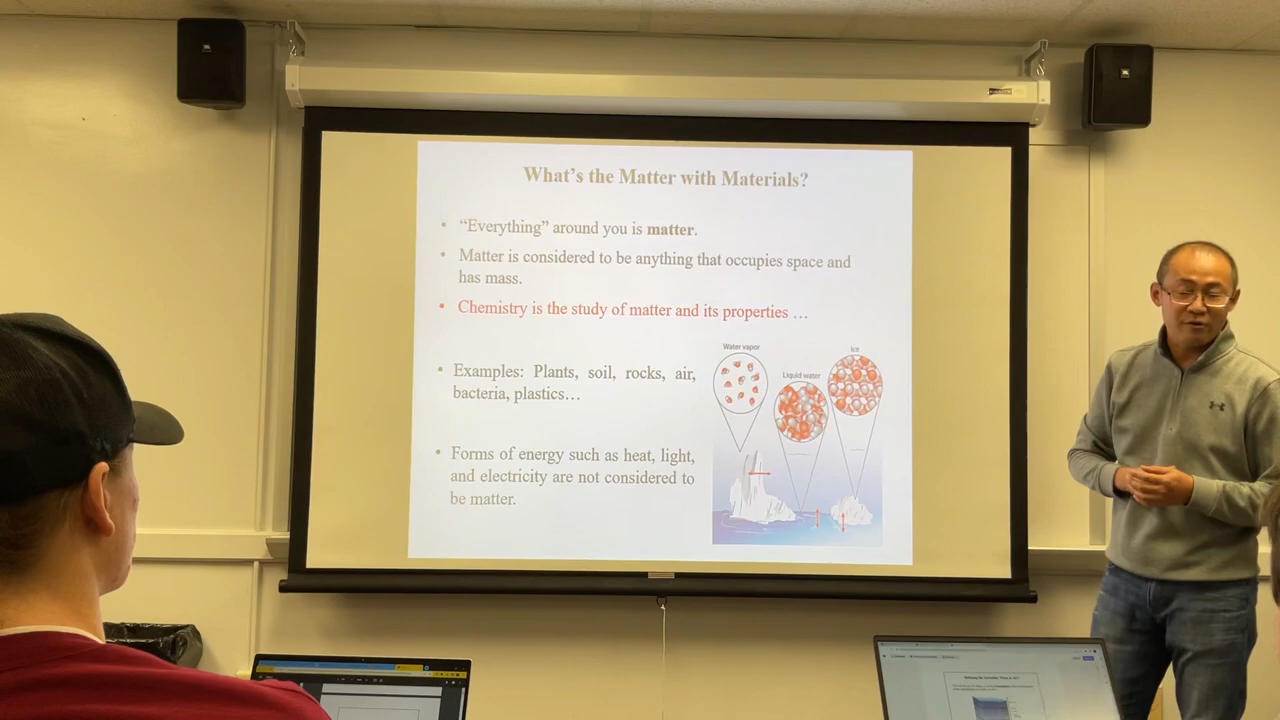 What's the Matter with Materials?
• “Everything” around you is matter.
• Matter is considered to be anything that occupies space and
has mass.
• Chemistry is the study of matter and its properties …
• Examples: Plants, soil, rocks, air,
bacteria, plastics…
• Forms of energy such as heat, light,
and electricity are not considered to
be matter.
Water vapor
Liquid water
Ice
JBL
JBL